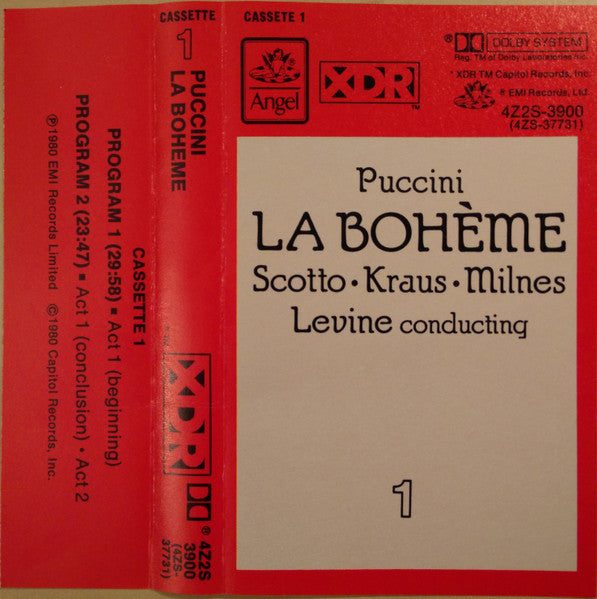 CASSETTE 1
PROGRAM 1 (29:58) ▪ Act 1 (beginning)
PROGRAM 2 (23:47) ▪ Act 1 (conclusion) • Act 2
℗1980 EMI Records Limited ©1980 Capitol Records, Inc.
CASSETTE
1
PUCCINI
LA BOHEME
XDR
®
4Z2S
3900
(4ZS-
37731)
CASSETE 1
Angel
XDR
TM
® DOLBY SYSTEM
Reg. TM of Dolby Laboratories Inc.
* XDR TM Capitol Records, Inc.
® EMI Records, Ltd.
4Z2S-3900
(4ZS-37731)
Puccini
LA BOHÈME
Scotto • Kraus • Milnes
Levine conducting
1